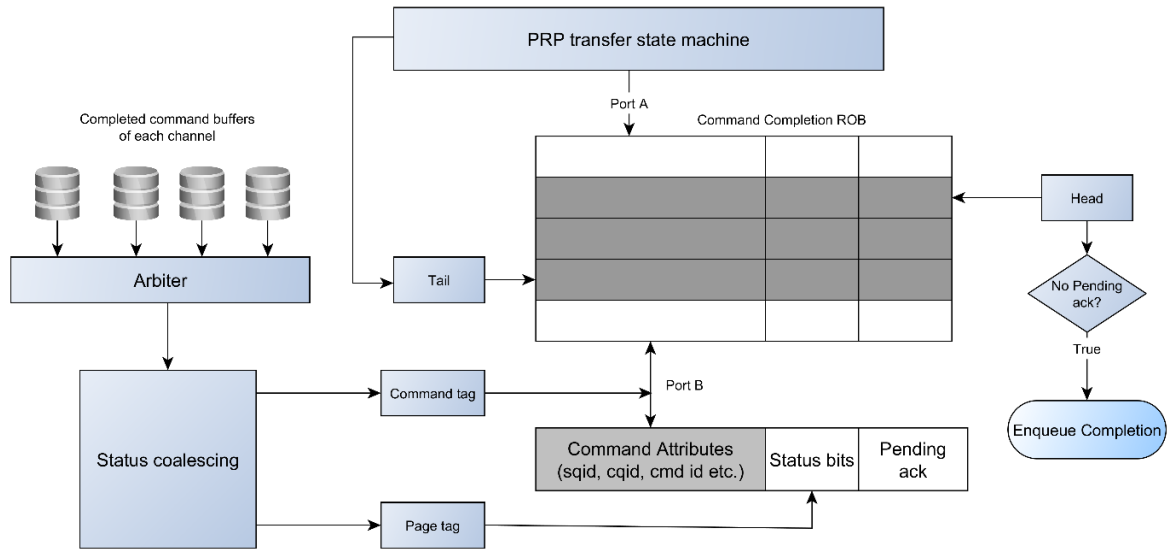 PRP transfer state machine
Port A
Completed command buffers
of each channel
Command Completion ROB
Head
Arbiter
Tail
No Pending
ack?
True
Command tag
Port B
Status coalescing
Enqueue Completion
Command Attributes
(sqid, cqid, cmd id etc.)
Status bits
Pending
ack
Page tag